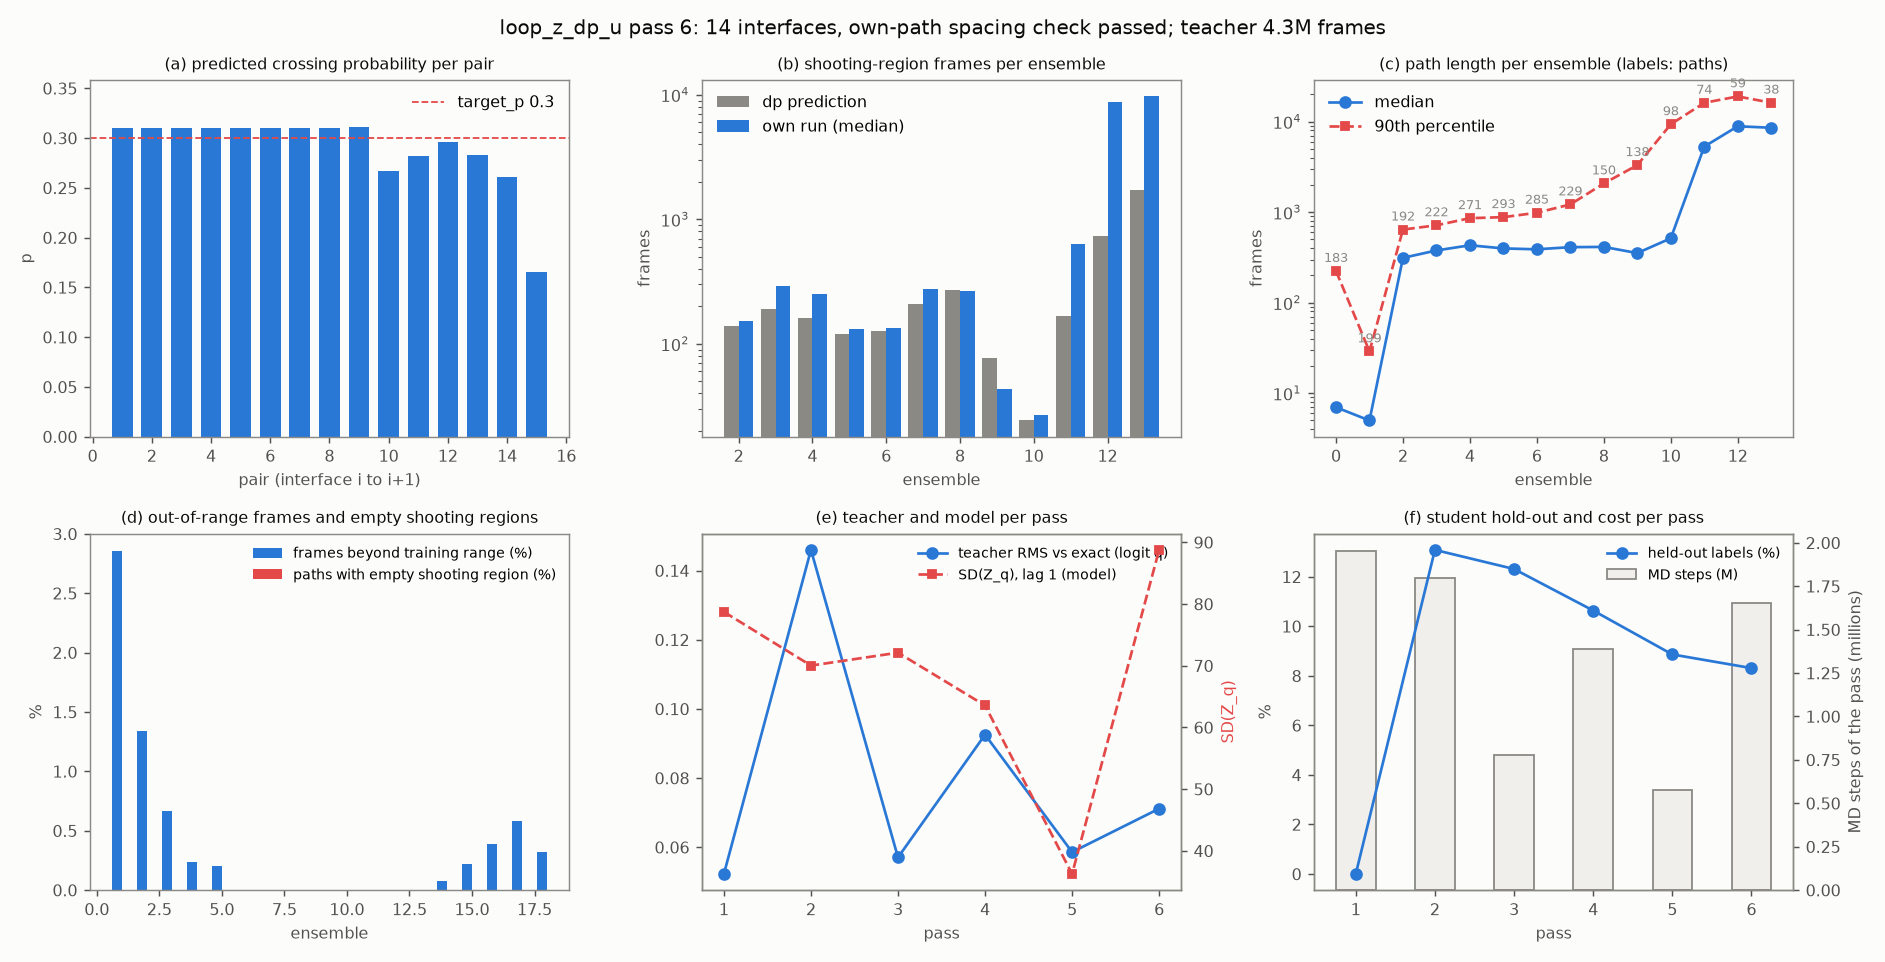 loop_z_dp_u pass 6: 14 interfaces, own-path spacing check passed; teacher 4.3M frames
(a) predicted crossing probability per pair
target_p 0.3
0.35
0.30
0.25
0.20
0.15
0.10
0.05
0.00
p
0 2 4 6 8 10 12 14 16
pair (interface i to i+1)
(b) shooting-region frames per ensemble
dp prediction
own run (median)
10^4
10^3
10^2
frames
2 4 6 8 10 12
ensemble
(c) path length per ensemble (labels: paths)
median
90th percentile
183
199
192
222
271
293
285
229
150
138
98
74
59
38
10^4
10^3
10^2
10^1
frames
0 2 4 6 8 10 12
ensemble
(d) out-of-range frames and empty shooting regions
frames beyond training range (%)
paths with empty shooting region (%)
3.0
2.5
2.0
1.5
1.0
0.5
0.0
%
0.0 2.5 5.0 7.5 10.0 12.5 15.0 17.5
ensemble
(e) teacher and model per pass
teacher RMS vs exact (logit q)
SD(Z_q), lag 1 (model)
0.14
0.12
0.10
0.08
0.06
90
80
70
60
50
40
SD(Z_q)
1 2 3 4 5 6
pass
(f) student hold-out and cost per pass
held-out labels (%)
MD steps (M)
12
10
8
6
4
2
0
%
2.00
1.75
1.50
1.25
1.00
0.75
0.50
0.25
0.00
MD steps of the pass (millions)
1 2 3 4 5 6
pass